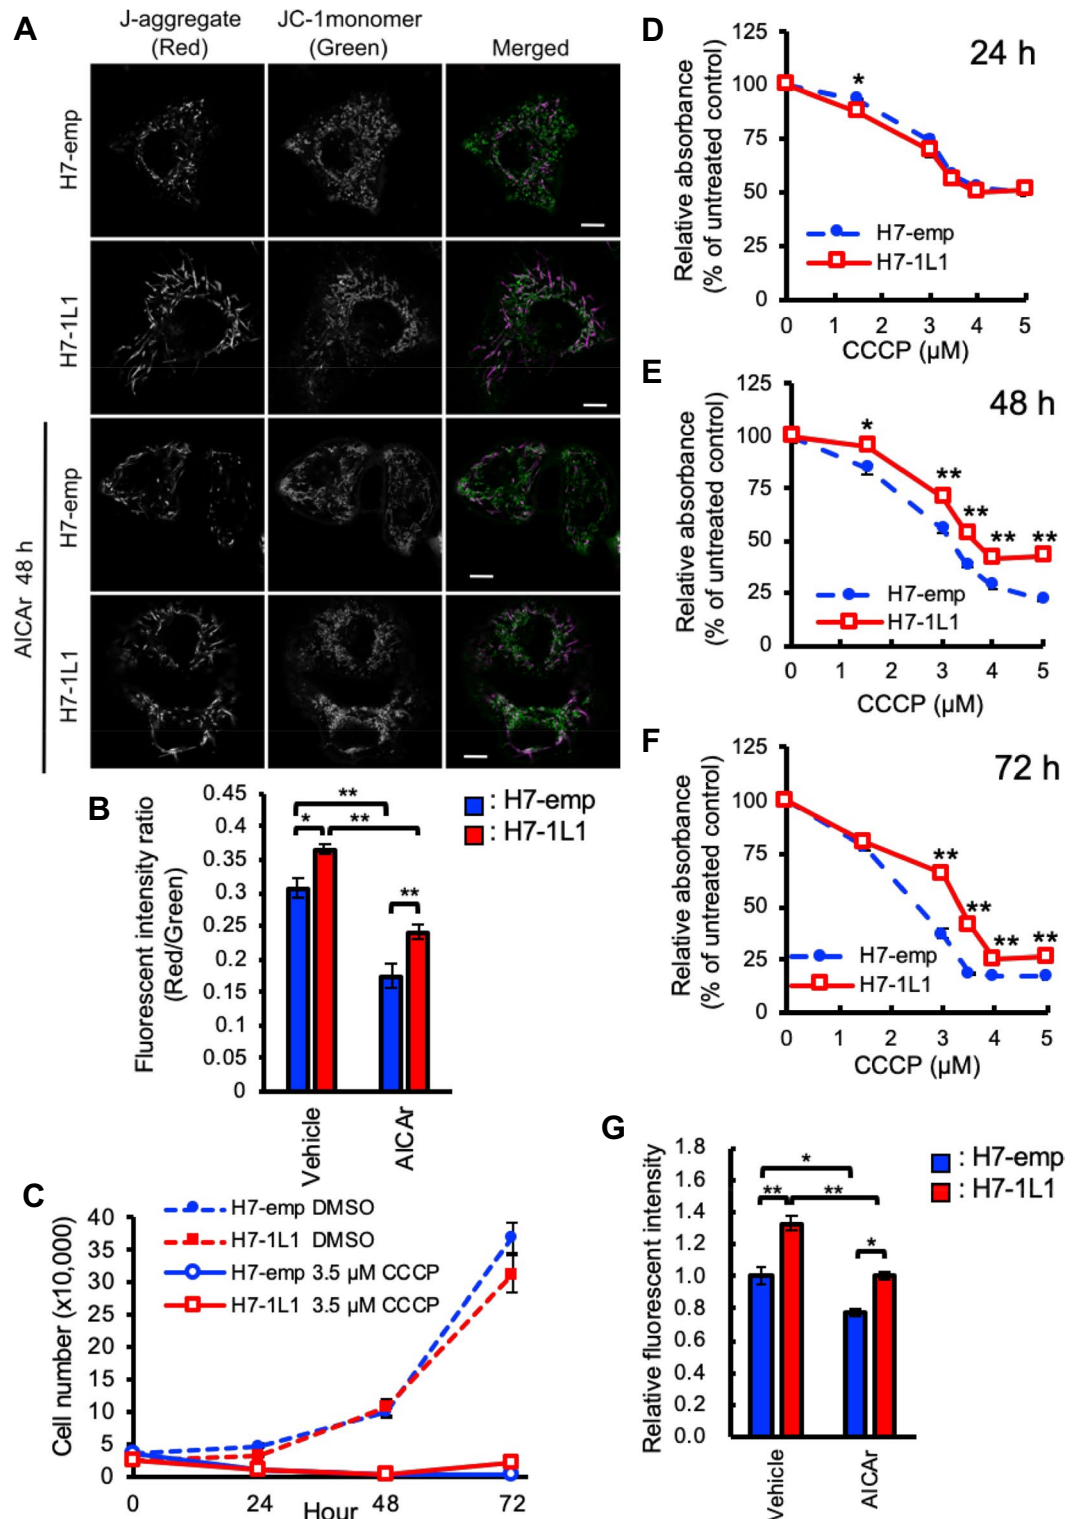 A
J-aggregate
(Red)
JC-1monomer
(Green)
Merged
H7-emp
H7-1L1
AICAr 48 h
H7-emp
H7-1L1
B
Fluorescent intensity ratio
(Red/Green)
0.45
0.4
0.35
0.3
0.25
0.2
0.15
0.1
0.05
0
**
*
**
**
: H7-emp
: H7-1L1
Vehicle
AICAr
C
Cell number (x10,000)
40
35
30
25
20
15
10
5
0
H7-emp DMSO
H7-1L1 DMSO
H7-emp 3.5 µM CCCP
H7-1L1 3.5 µM CCCP
0
24
48
72
Hour
D
24 h
Relative absorbance
(% of untreated control)
125
100
75
50
25
0
*
H7-emp
H7-1L1
0 1 2 3 4 5
CCCP (µM)
E
48 h
Relative absorbance
(% of untreated control)
125
100
75
50
25
0
*
**
**
** **
H7-emp
H7-1L1
0 1 2 3 4 5
CCCP (µM)
F
72 h
Relative absorbance
(% of untreated control)
125
100
75
50
25
0
**
**
** **
H7-emp
H7-1L1
0 1 2 3 4 5
CCCP (µM)
G
Relative fluorescent intensity
1.8
1.6
1.4
1.2
1.0
0.8
0.6
0.4
0.2
0.0
*
** **
*
: H7-emp
: H7-1L1
Vehicle
AICAr